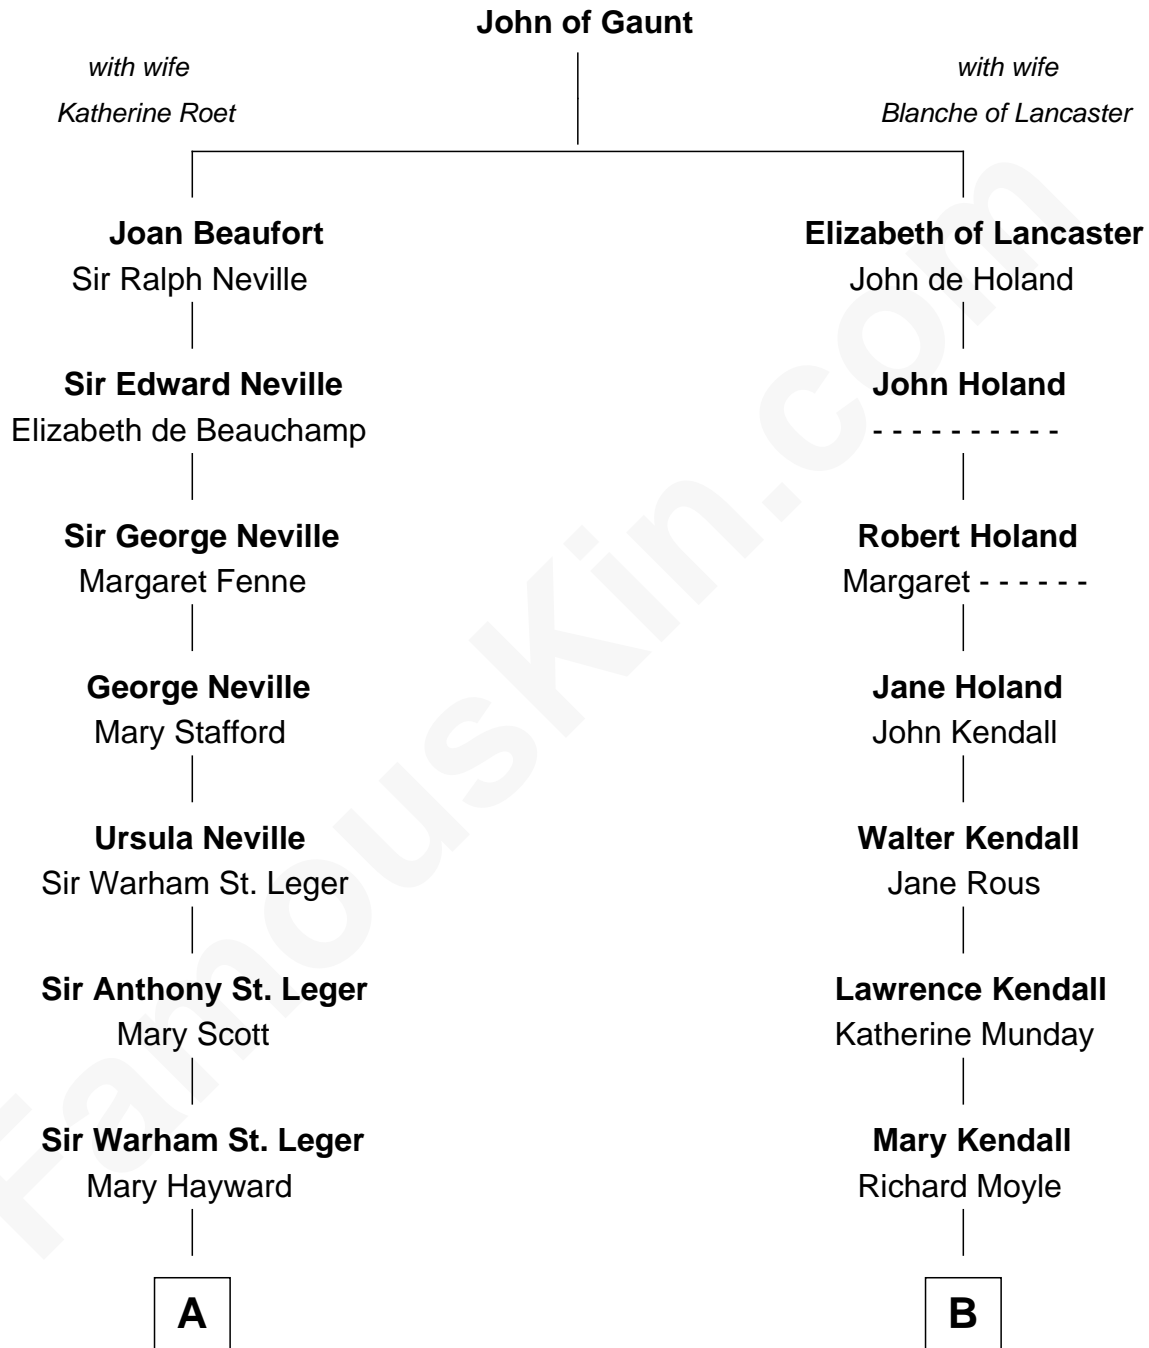 John of Gaunt
with wife
Katherine Roet
with wife
Blanche of Lancaster
Joan Beaufort
Sir Ralph Neville
Elizabeth of Lancaster
John de Holand
Sir Edward Neville
Elizabeth de Beauchamp
John Holand
- - - - - - - - - -
Sir George Neville
Margaret Fenne
Robert Holand
Margaret - - - - - -
George Neville
Mary Stafford
Jane Holand
John Kendall
Ursula Neville
Sir Warham St. Leger
Walter Kendall
Jane Rous
Sir Anthony St. Leger
Mary Scott
Lawrence Kendall
Katherine Munday
Sir Warham St. Leger
Mary Hayward
Mary Kendall
Richard Moyle
A
B
FamousKin.com